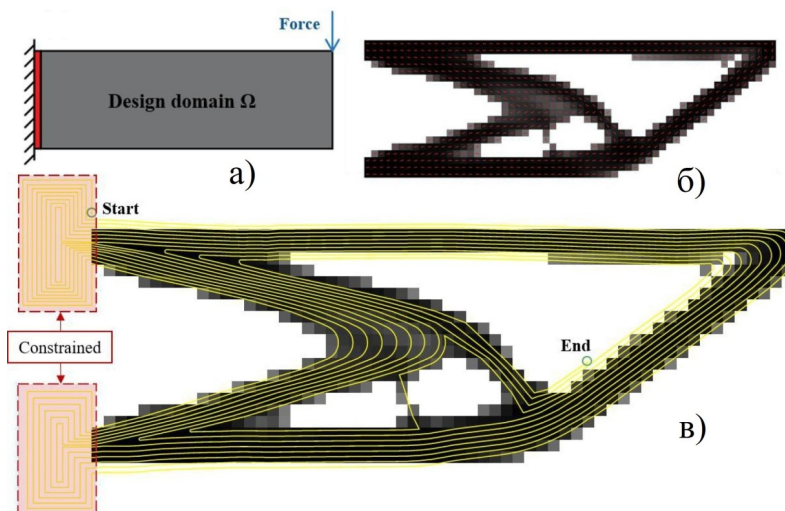 Force
Design domain Ω
а)
б)
Start
Constrained
End
в)